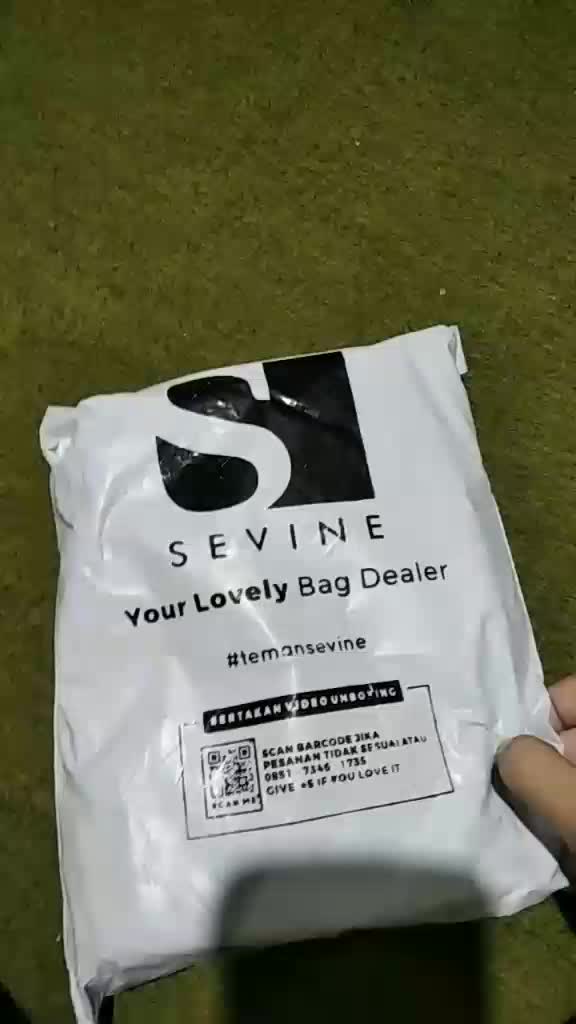 S
SEVINE
Your Lovely Bag Dealer
#temansevine
SERTAKAN VIDEO UNBOXING
SCAN BARCODE JIKA
PESANAN TIDAK SESUAI ATAU
0851 - 7346 - 1735
GIVE *5 IF YOU LOVE IT
SCAN ME